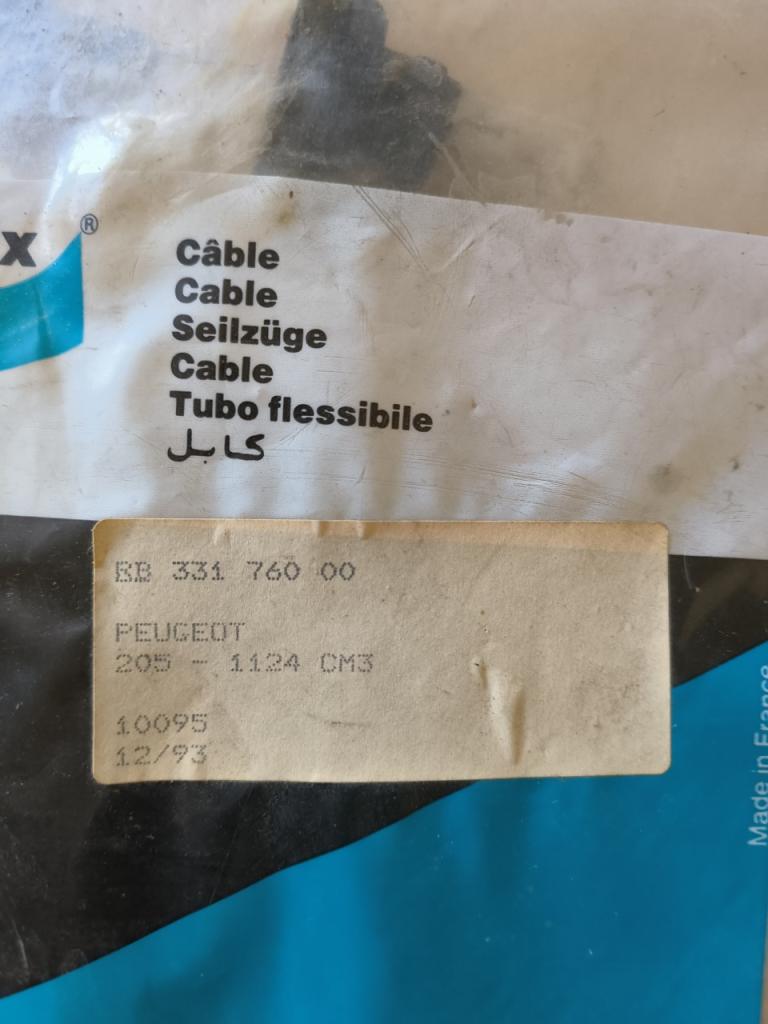 x®
Câble
Cable
Seilzüge
Cable
Tubo flessibile
كابل
BB 331 760 00
PEUGEOT
205 - 1124 CM3
10095
12/93
Made in France